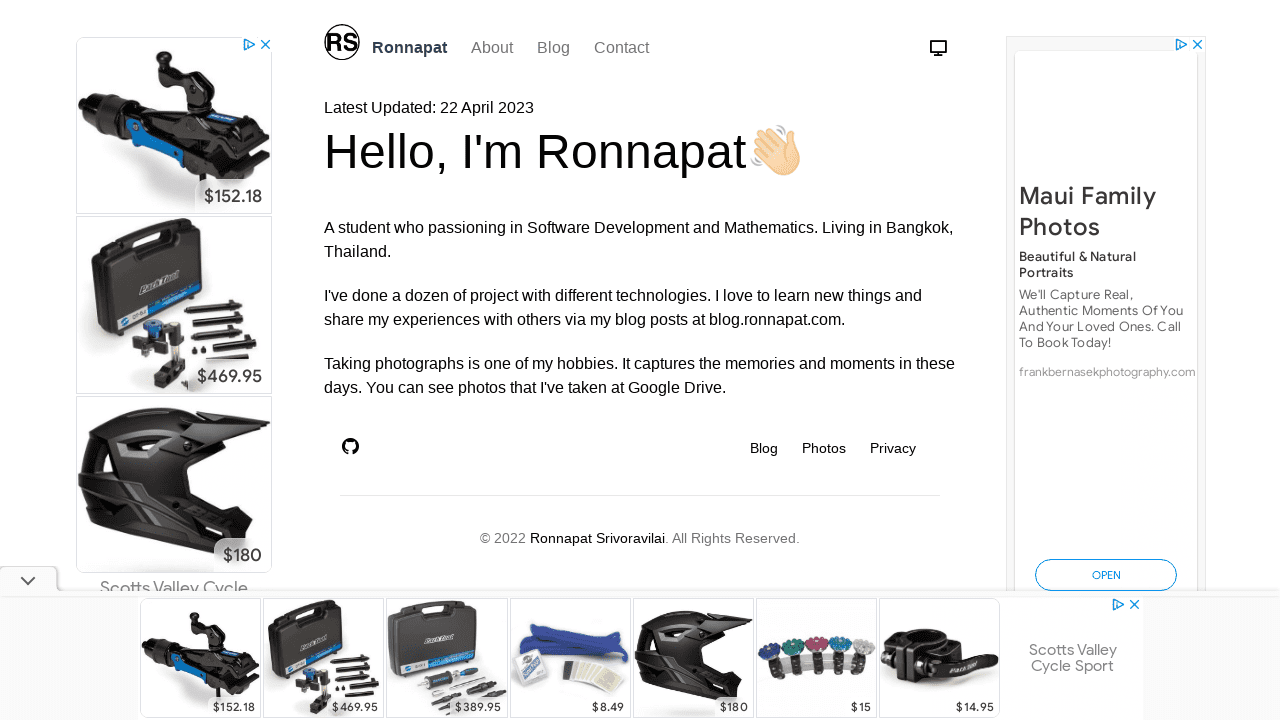 RS
Ronnapat About Blog Contact
Latest Updated: 22 April 2023
Hello, I'm Ronnapat👋🏻
A student who passioning in Software Development and Mathematics. Living in Bangkok,
Thailand.
I've done a dozen of project with different technologies. I love to learn new things and
share my experiences with others via my blog posts at blog.ronnapat.com.
Taking photographs is one of my hobbies. It captures the memories and moments in these
days. You can see photos that I've taken at Google Drive.
Blog Photos Privacy
© 2022 Ronnapat Srivoravilai. All Rights Reserved.
$152.18
Park Tool
$469.95
$180
Scotts Valley Cycle
Maui Family
Photos
Beautiful & Natural
Portraits
We'll Capture Real,
Authentic Moments Of You
And Your Loved Ones. Call
To Book Today!
frankbernasekphotography.com
OPEN
$152.18 $469.95 $389.95 $8.49 $180 $15 $14.95
Scotts Valley
Cycle Sport